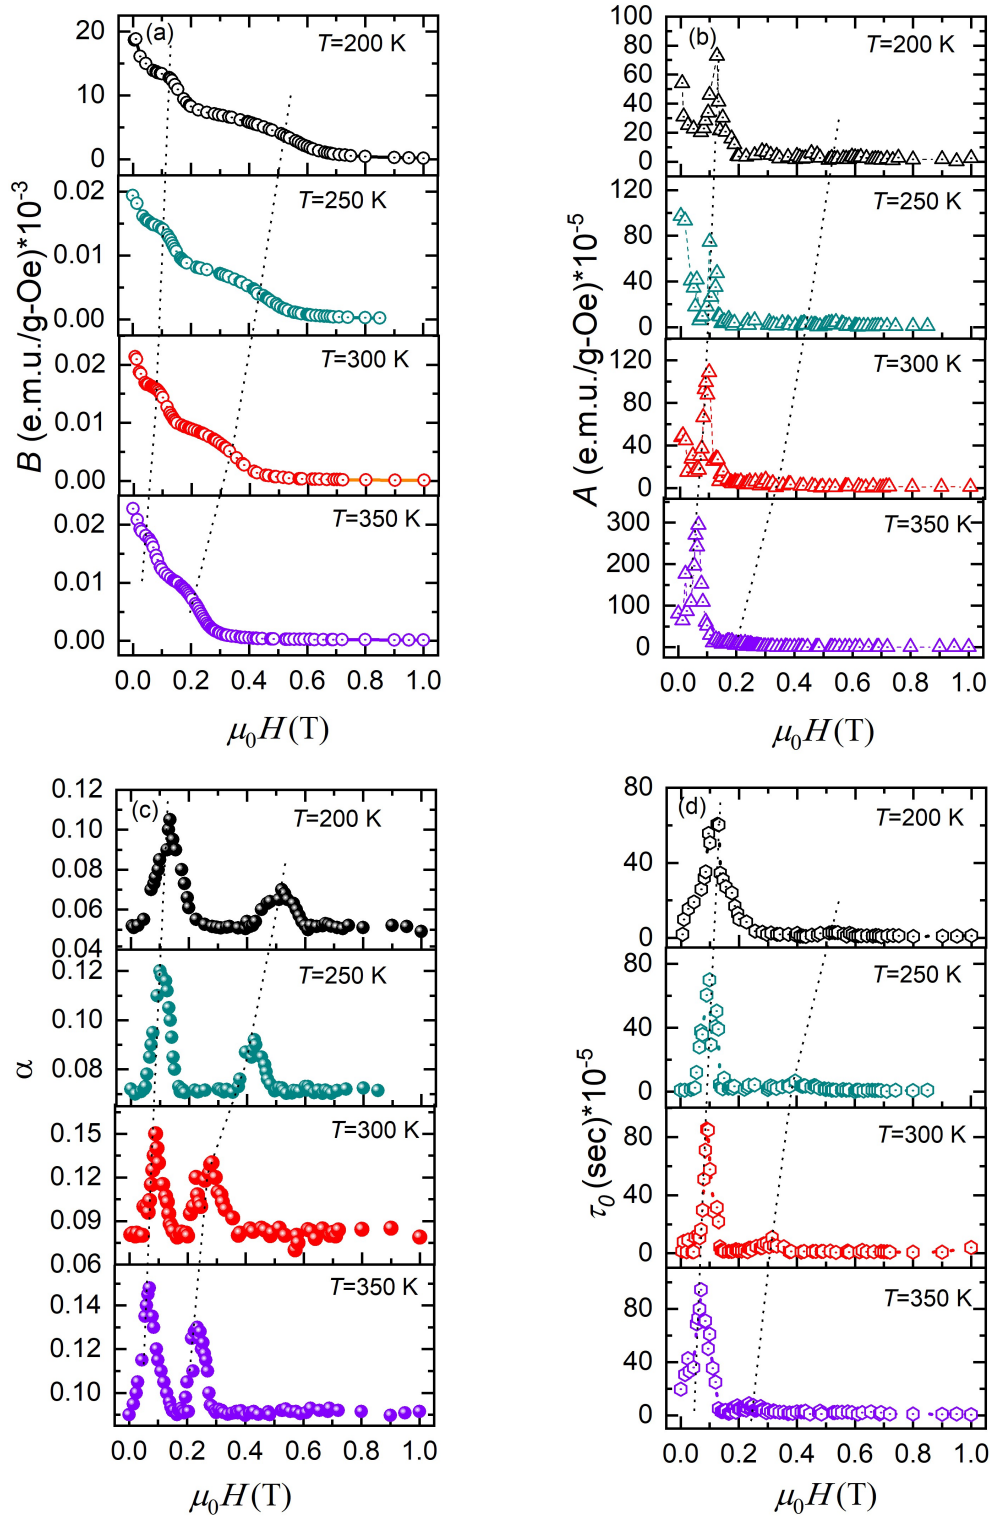 (a)
T=200 K
20
10
0
T=250 K
0.02
0.01
0.00
T=300 K
0.02
0.01
0.00
T=350 K
0.02
0.01
0.00
B (e.m.u./g-Oe)*10⁻³
0.0 0.2 0.4 0.6 0.8 1.0
μ₀H(T)
(b)
T=200 K
100
80
60
40
20
0
T=250 K
120
80
40
0
T=300 K
120
80
40
0
T=350 K
300
200
100
0
A (e.m.u./g-Oe)*10⁻⁵
0.0 0.2 0.4 0.6 0.8 1.0
μ₀H(T)
(c)
T=200 K
0.12
0.10
0.08
0.06
0.04
T=250 K
0.12
0.10
0.08
T=300 K
0.15
0.12
0.09
0.06
T=350 K
0.14
0.12
0.10
α
0.0 0.2 0.4 0.6 0.8 1.0
μ₀H(T)
(d)
T=200 K
80
40
0
T=250 K
80
40
0
T=300 K
80
40
0
T=350 K
80
40
0
τ₀ (sec)*10⁻⁵
0.0 0.2 0.4 0.6 0.8 1.0
μ₀H(T)